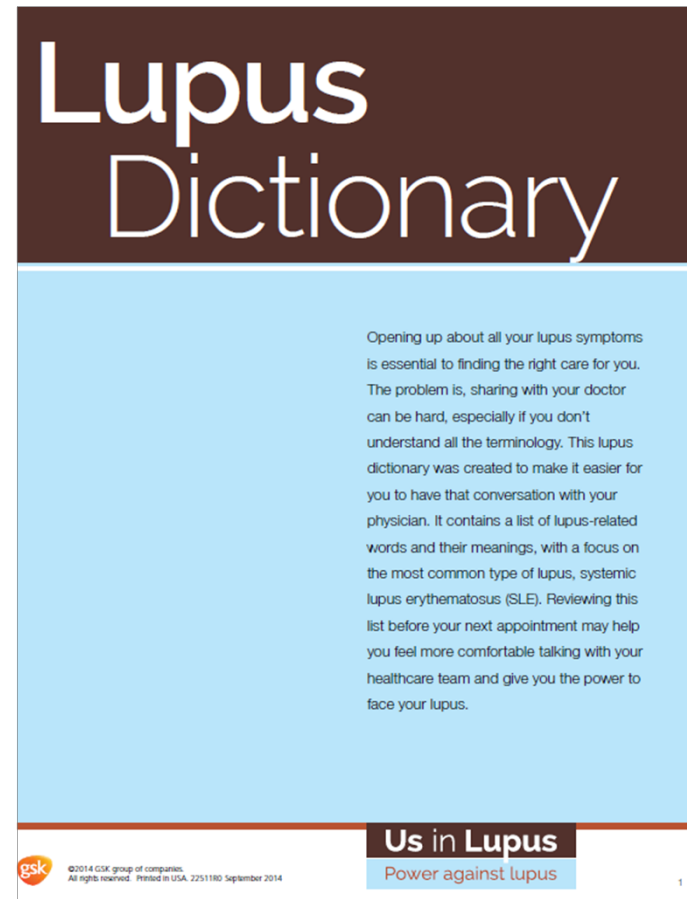 Lupus
Dictionary
Opening up about all your lupus symptoms
is essential to finding the right care for you.
The problem is, sharing with your doctor
can be hard, especially if you don't
understand all the terminology. This lupus
dictionary was created to make it easier for
you to have that conversation with your
physician. It contains a list of lupus-related
words and their meanings, with a focus on
the most common type of lupus, systemic
lupus erythematosus (SLE). Reviewing this
list before your next appointment may help
you feel more comfortable talking with your
healthcare team and give you the power to
face your lupus.
Us in Lupus
Power against lupus
gsk
©2014 GSK group of companies.
All rights reserved. Printed in USA. 22511R0 September 2014
1